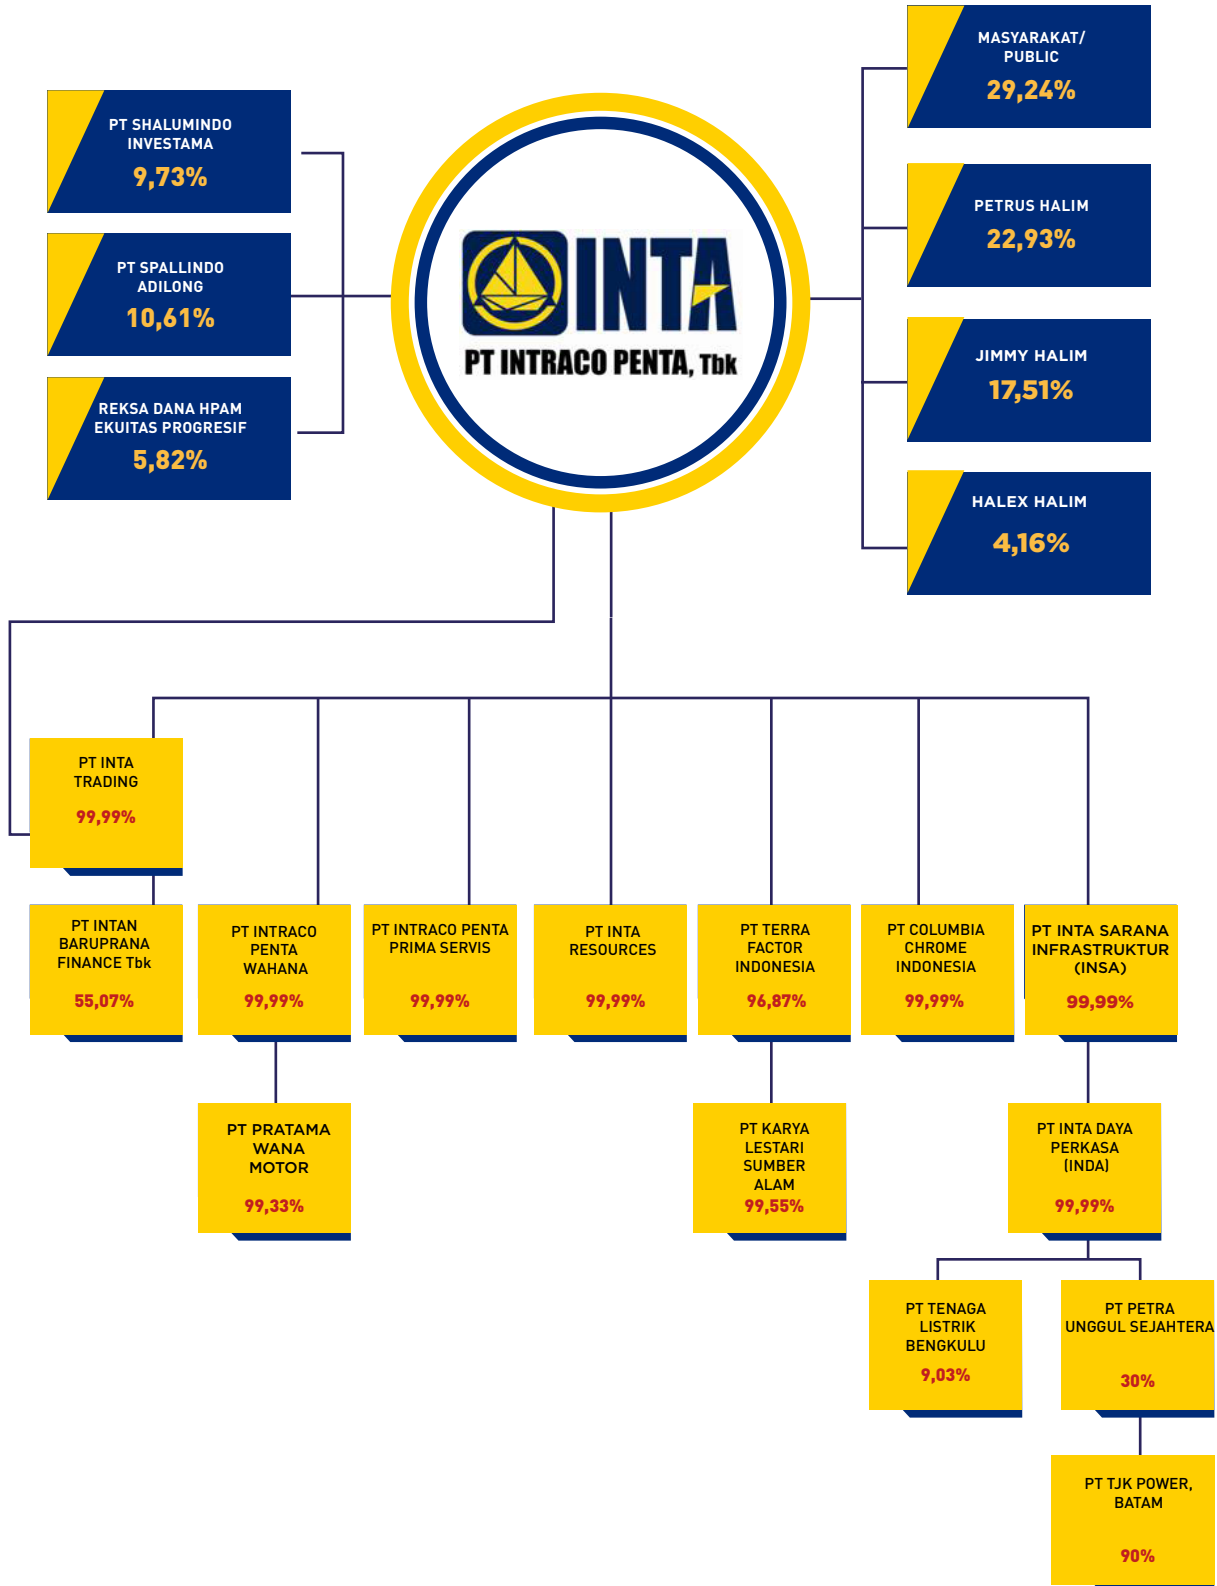 PT SHALUMINDO
INVESTAMA
9,73%
PT SPALLINDO
ADILONG
10,61%
REKSA DANA HPAM
EKUITAS PROGRESIF
5,82%
INTA
PT INTRACO PENTA, Tbk
MASYARAKAT/
PUBLIC
29,24%
PETRUS HALIM
22,93%
JIMMY HALIM
17,51%
HALEX HALIM
4,16%
PT INTA
TRADING
99,99%
PT INTAN
BARUPRANA
FINANCE Tbk
55,07%
PT INTRACO
PENTA
WAHANA
99,99%
PT INTRACO PENTA
PRIMA SERVIS
99,99%
PT INTA
RESOURCES
99,99%
PT TERRA
FACTOR
INDONESIA
96,87%
PT COLUMBIA
CHROME
INDONESIA
99,99%
PT INTA SARANA
INFRASTRUKTUR
(INSA)
99,99%
PT PRATAMA
WANA
MOTOR
99,33%
PT KARYA
LESTARI
SUMBER
ALAM
99,55%
PT INTA DAYA
PERKASA
(INDA)
99,99%
PT TENAGA
LISTRIK
BENGKULU
9,03%
PT PETRA
UNGGUL SEJAHTERA
30%
PT TJK POWER,
BATAM
90%